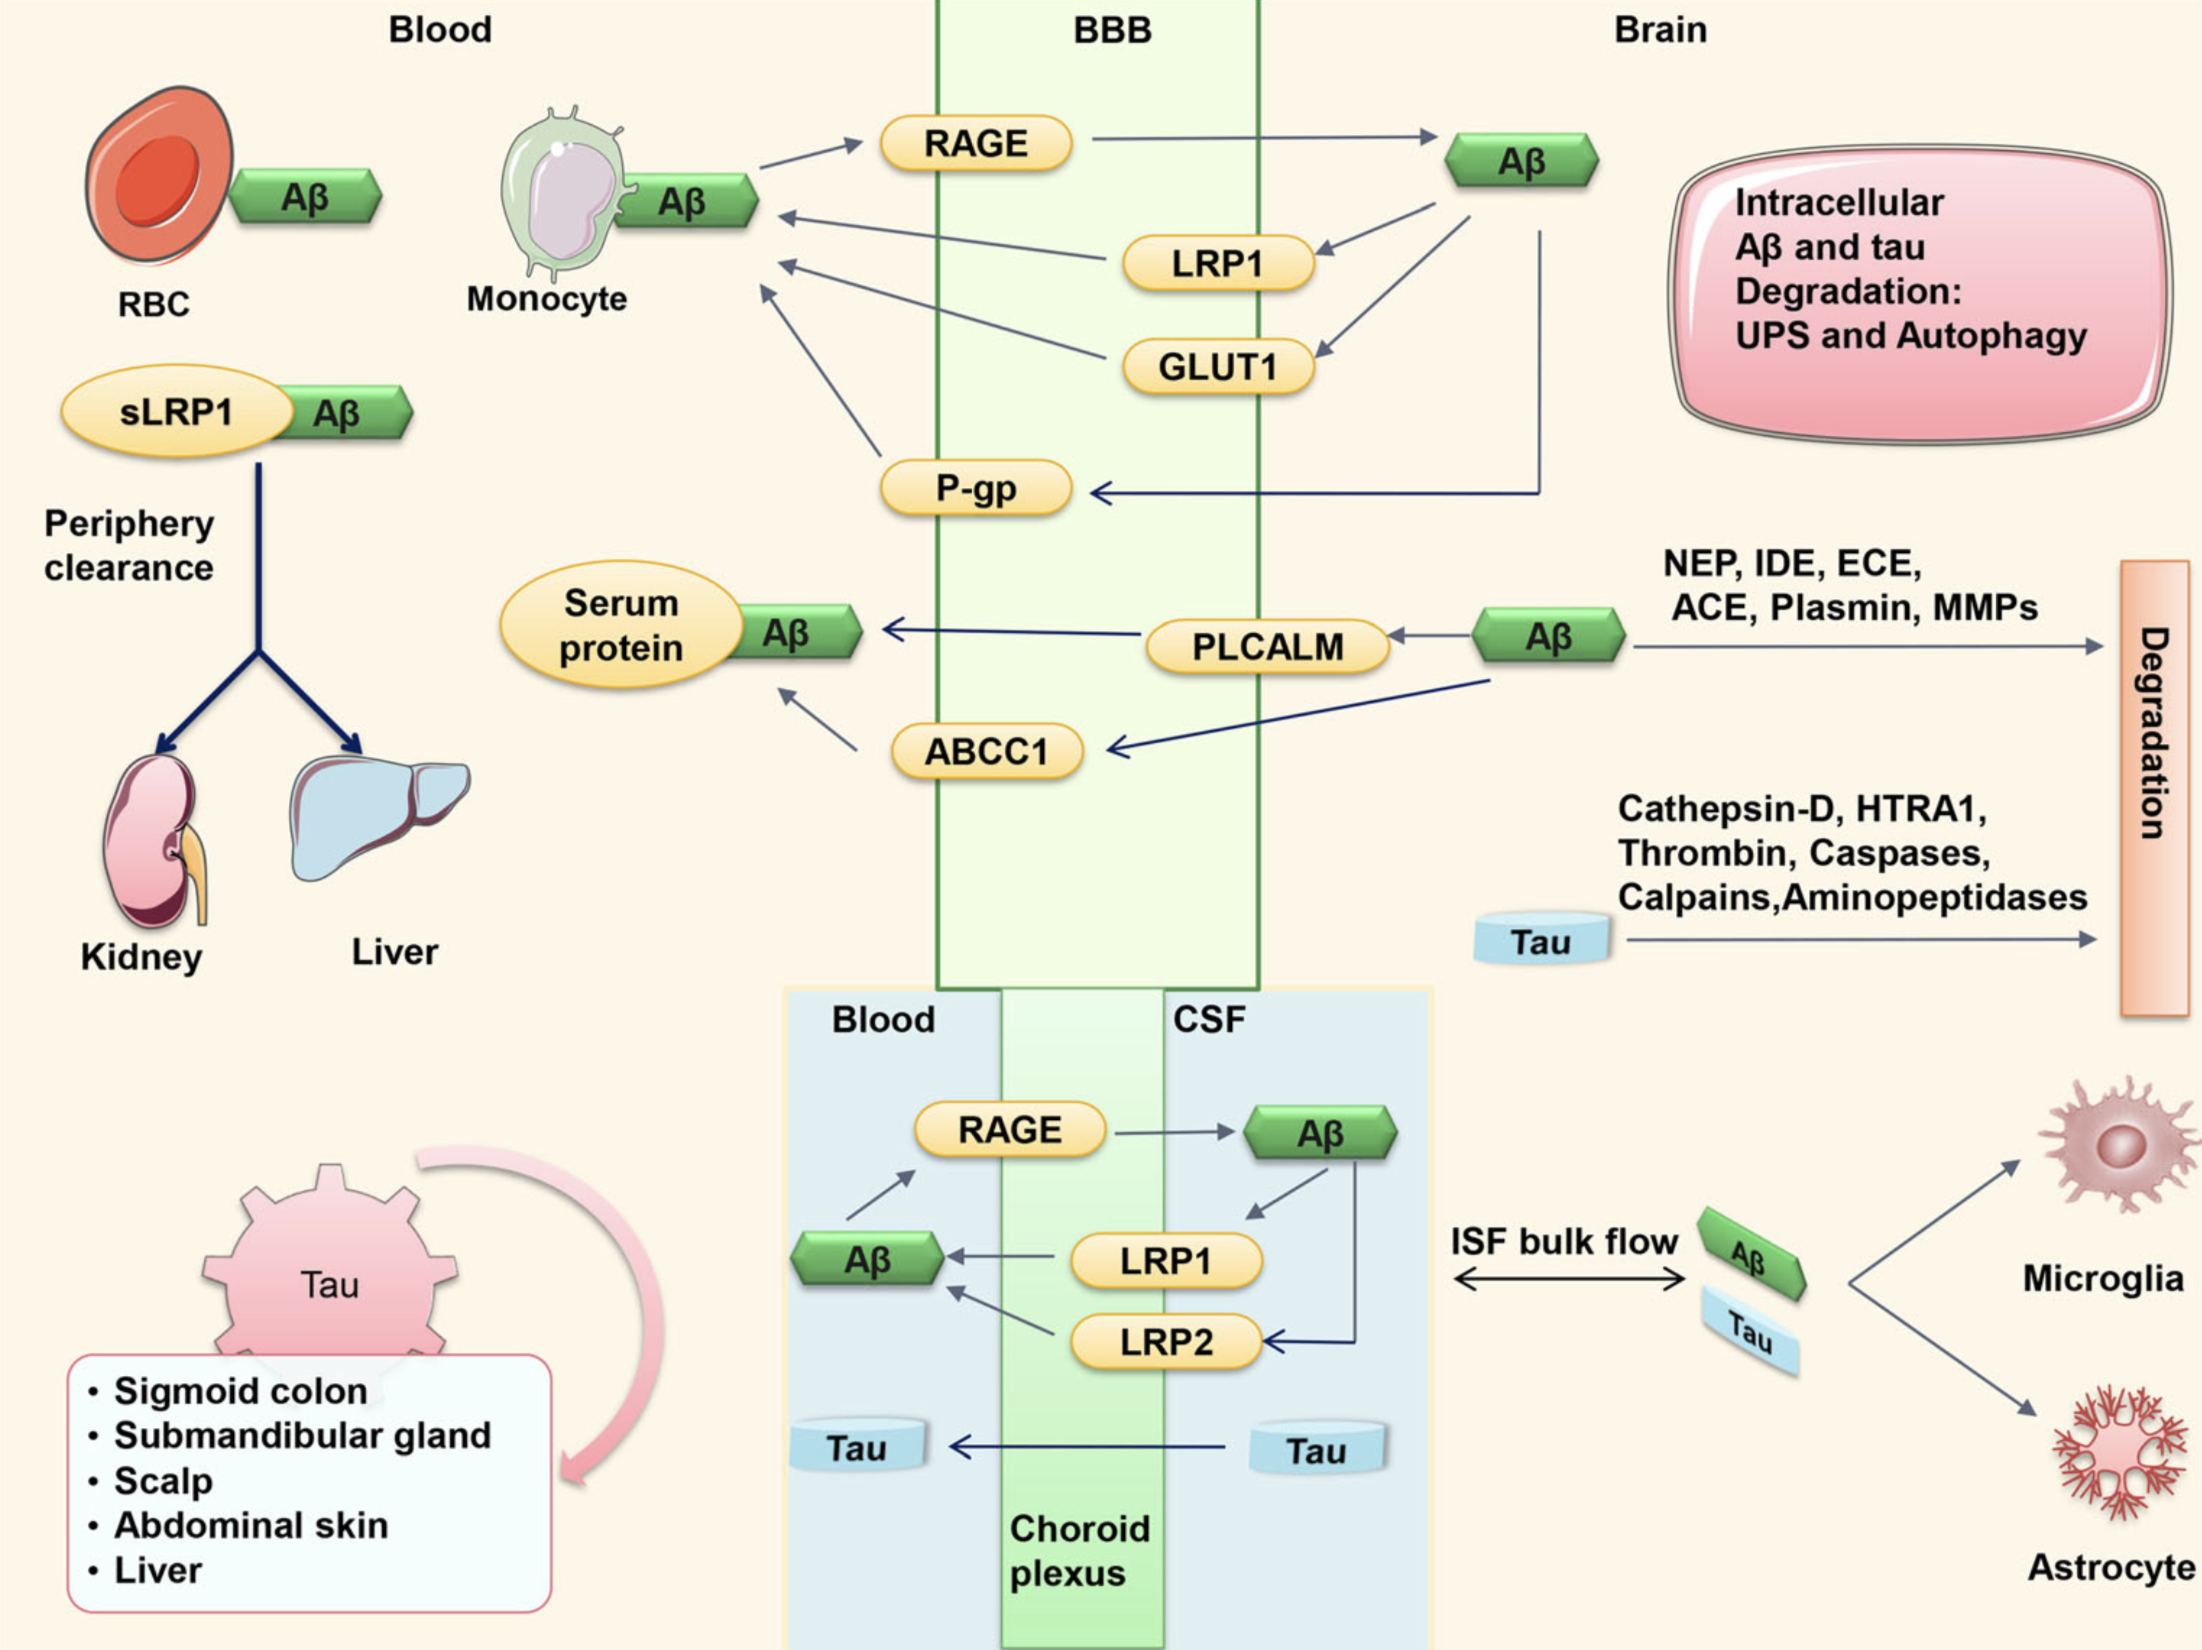 Blood
BBB
Brain
RBC
Aβ
Monocyte
Aβ
RAGE
Aβ
LRP1
GLUT1
P-gp
Intracellular
Aβ and tau
Degradation:
UPS and Autophagy
sLRP1
Aβ
Periphery
clearance
Kidney
Liver
Serum
protein
Aβ
PLCALM
Aβ
ABCC1
NEP, IDE, ECE,
ACE, Plasmin, MMPs
Degradation
Cathepsin-D, HTRA1,
Thrombin, Caspases,
Calpains,Aminopeptidases
Tau
Blood
CSF
RAGE
Aβ
Aβ
LRP1
LRP2
Tau
Tau
Choroid
plexus
ISF bulk flow
Aβ
Tau
Microglia
Astrocyte
Tau
• Sigmoid colon
• Submandibular gland
• Scalp
• Abdominal skin
• Liver